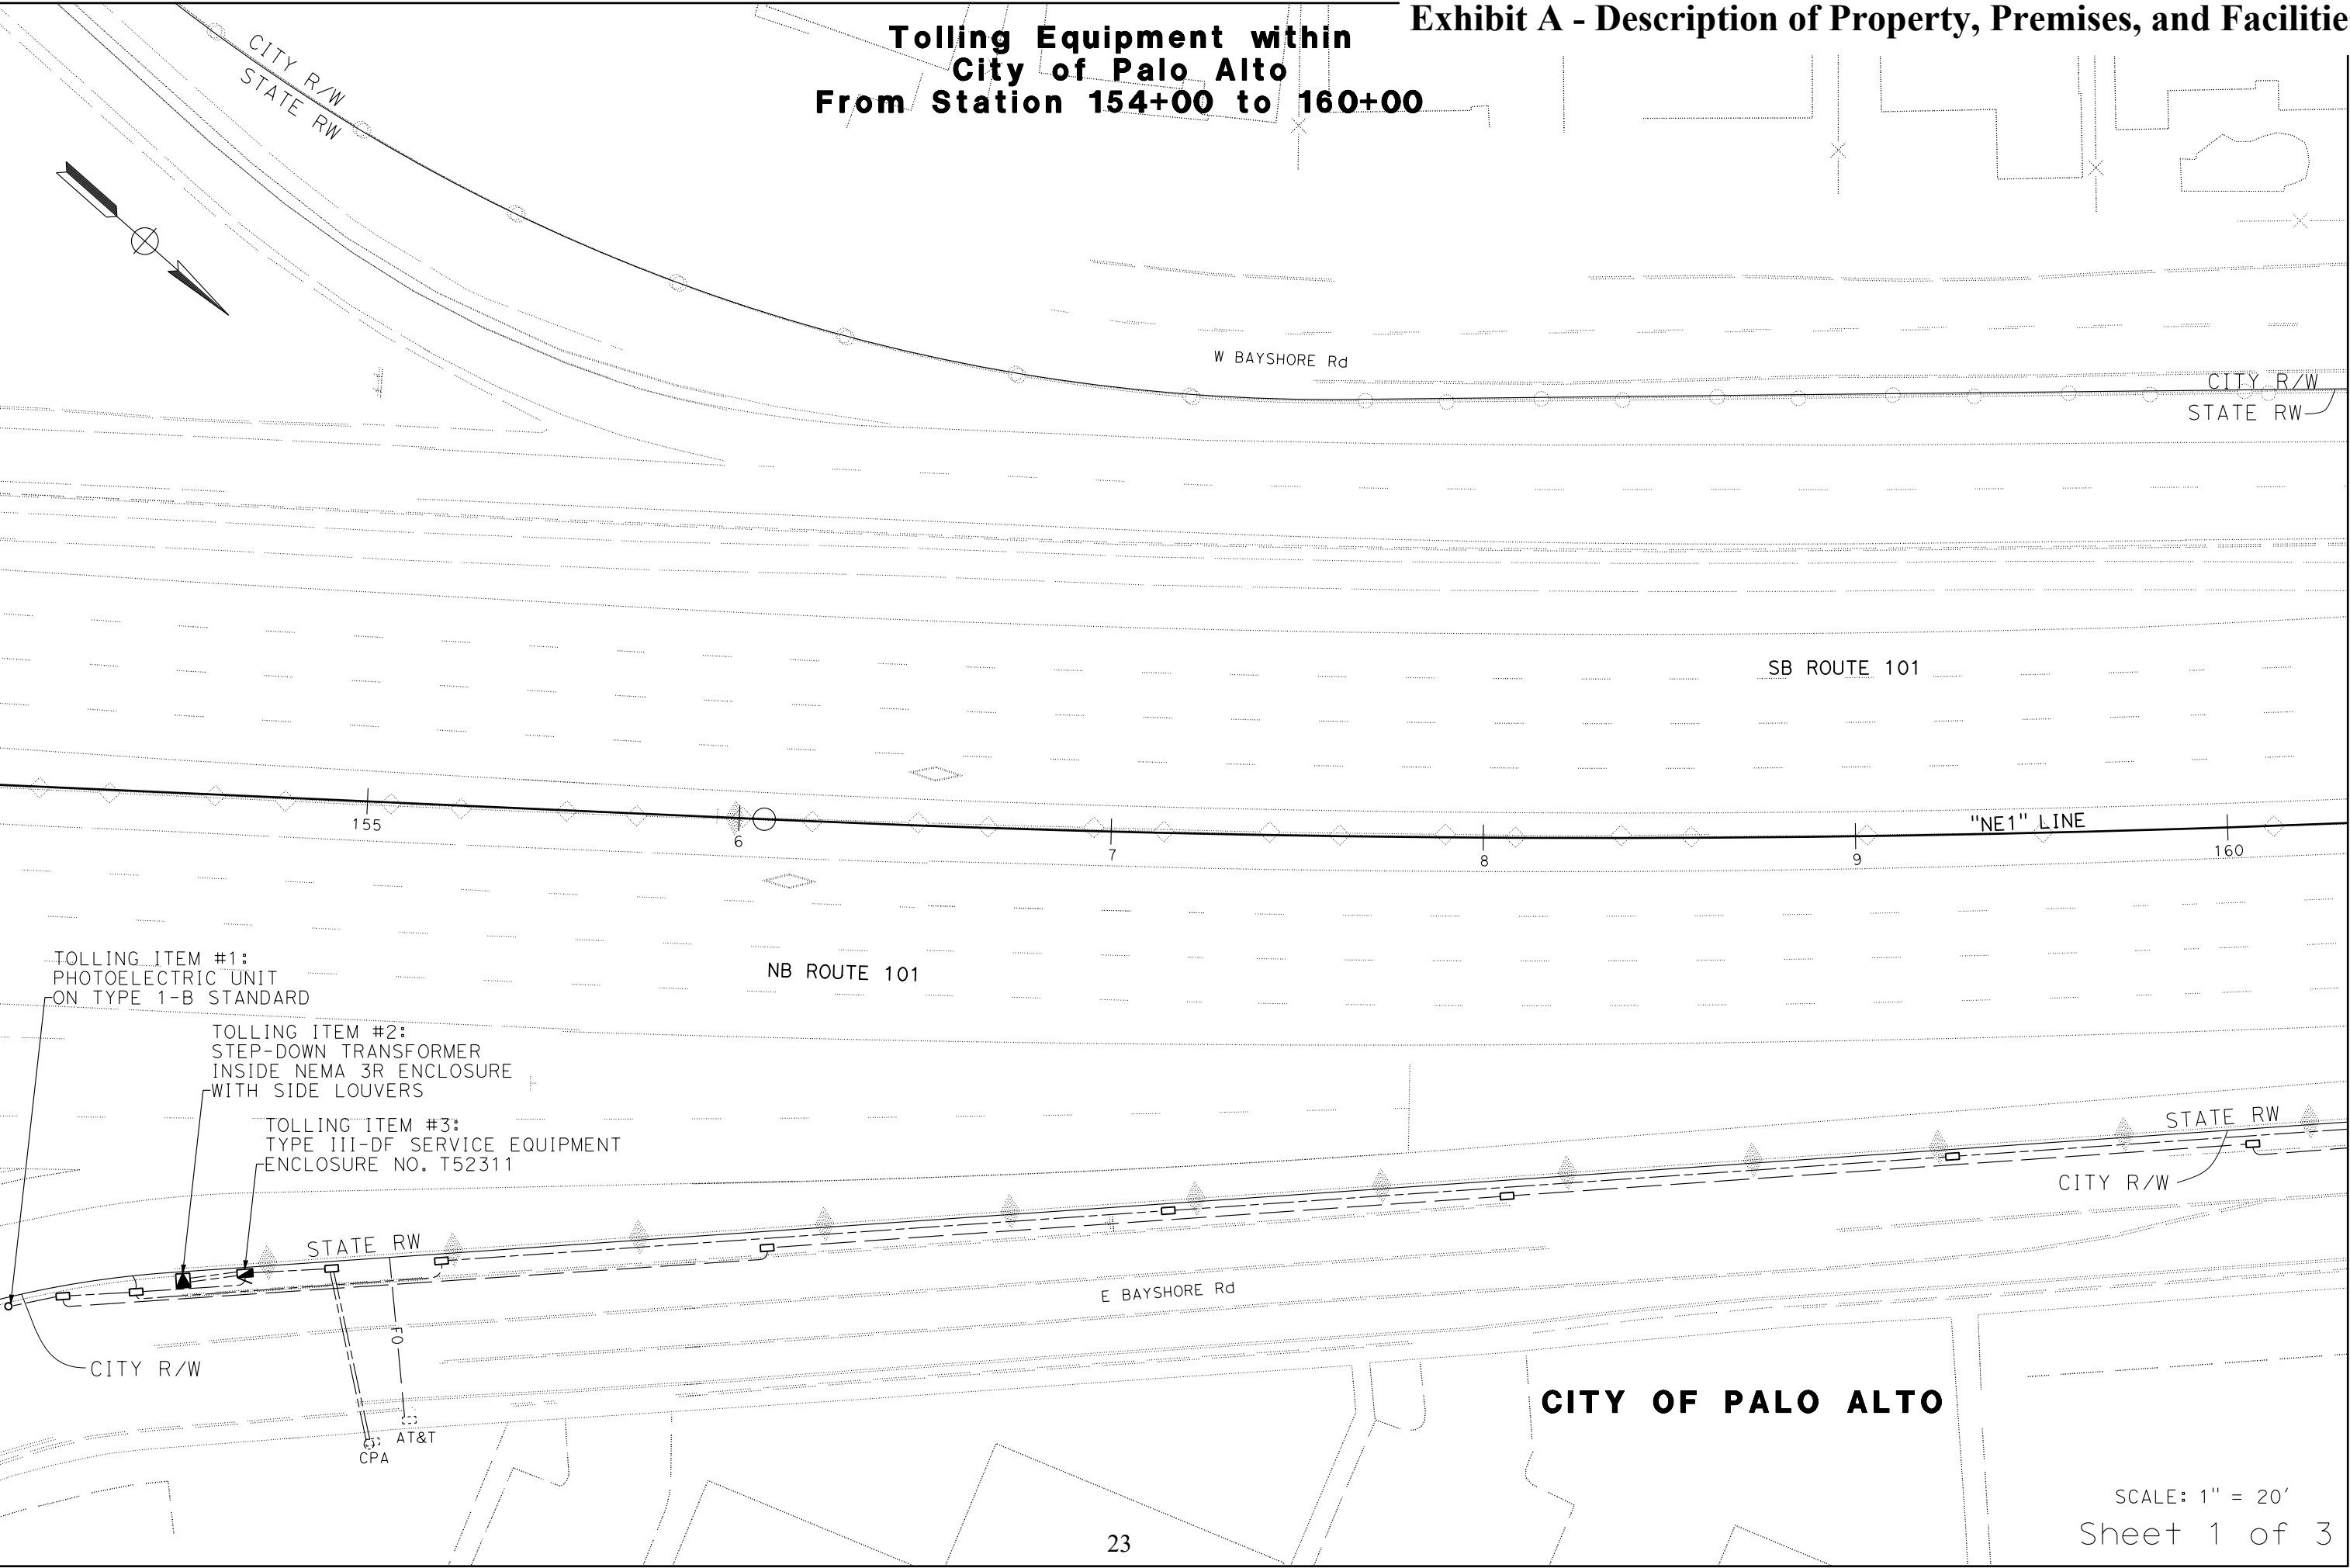 Exhibit A - Description of Property, Premises, and Facilitie
Tolling Equipment within
City of Palo Alto
From Station 154+00 to 160+00
CITY R/W
STATE RW
W BAYSHORE Rd
CITY R/W
STATE RW
SB ROUTE 101
155
6
7
8
9
"NE1" LINE
160
NB ROUTE 101
TOLLING ITEM #1:
PHOTOELECTRIC UNIT
ON TYPE 1-B STANDARD
TOLLING ITEM #2:
STEP-DOWN TRANSFORMER
INSIDE NEMA 3R ENCLOSURE
WITH SIDE LOUVERS
TOLLING ITEM #3:
TYPE III-DF SERVICE EQUIPMENT
ENCLOSURE NO. T52311
STATE RW
CITY R/W
STATE RW
E BAYSHORE Rd
FO
CITY R/W
AT&T
CPA
CITY OF PALO ALTO
SCALE: 1" = 20'
Sheet 1 of 3
23